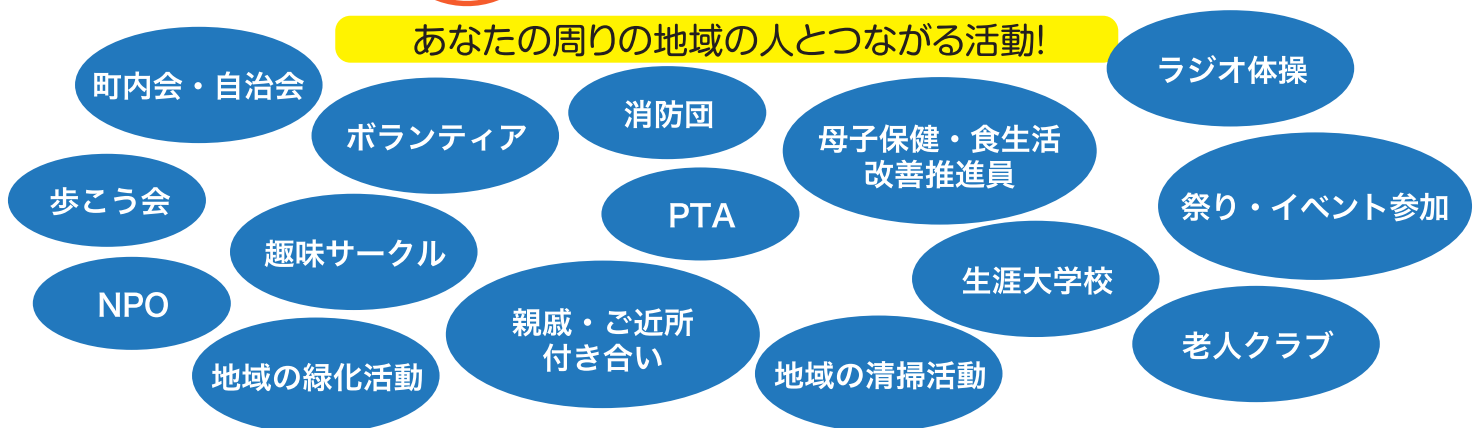 あなたの周りの地域の人とつながる活動!
町内会・自治会
ボランティア
消防団
母子保健・食生活
改善推進員
ラジオ体操
歩こう会
趣味サークル
PTA
祭り・イベント参加
NPO
生涯大学校
親戚・ご近所
付き合い
老人クラブ
地域の緑化活動
地域の清掃活動